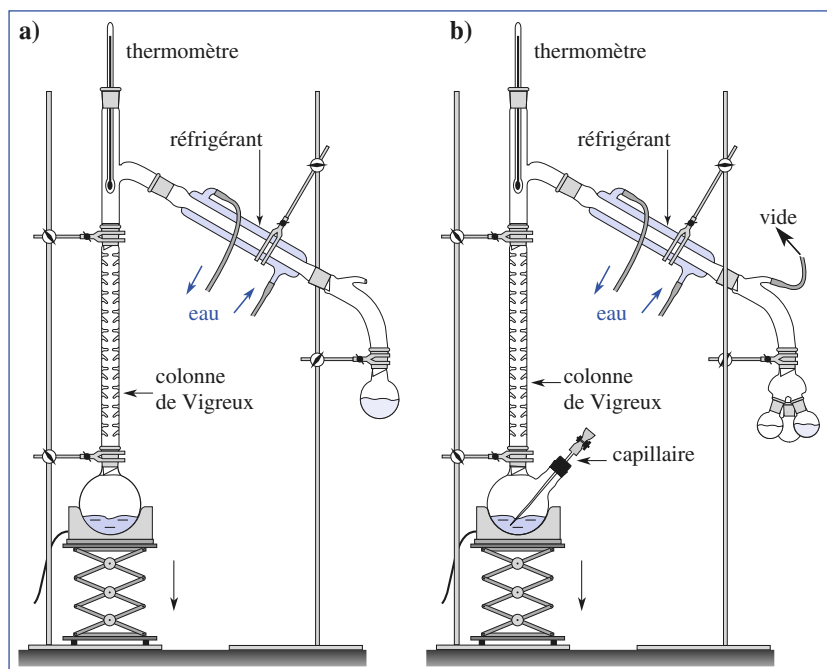 a)
thermomètre
réfrigérant
eau
colonne
de Vigreux
b)
thermomètre
réfrigérant
vide
eau
colonne
de Vigreux
capillaire